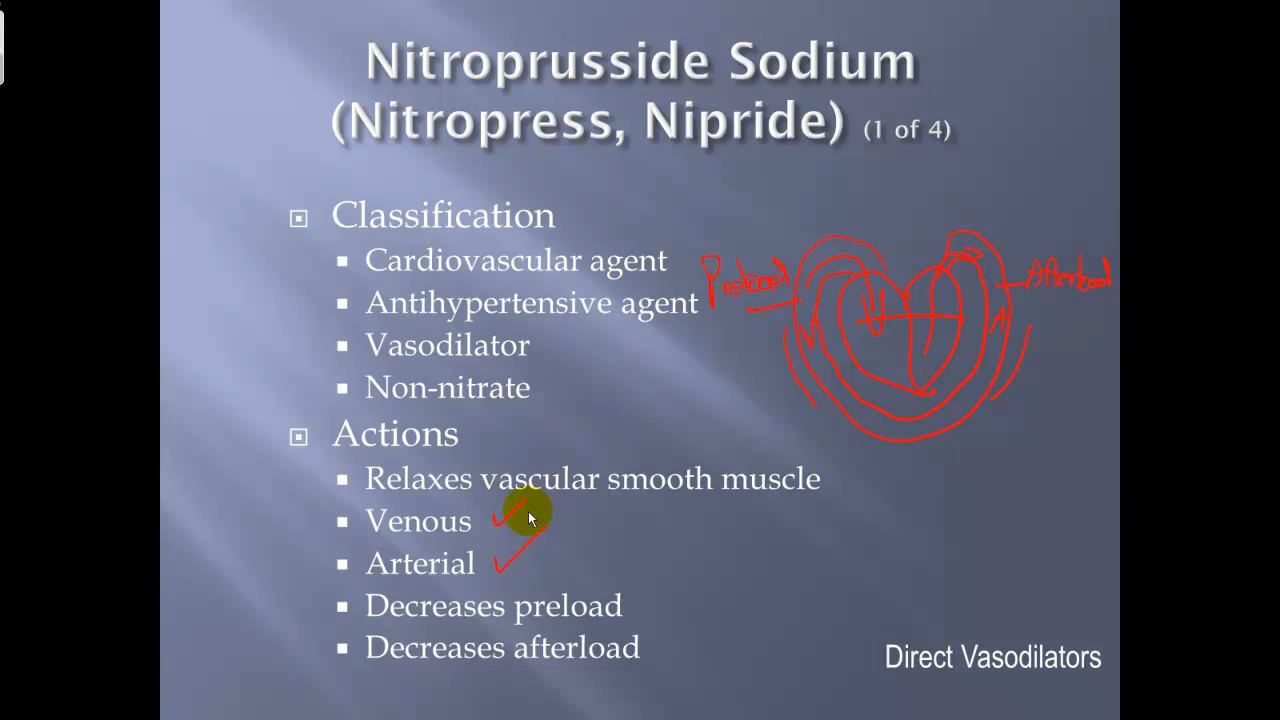 Nitroprusside Sodium
(Nitropress, Nipride) (1 of 4)
Classification
Cardiovascular agent
Antihypertensive agent
Vasodilator
Non-nitrate
Preload
Afterload
Actions
Relaxes vascular smooth muscle
Venous
Arterial
Decreases preload
Decreases afterload
Direct Vasodilators